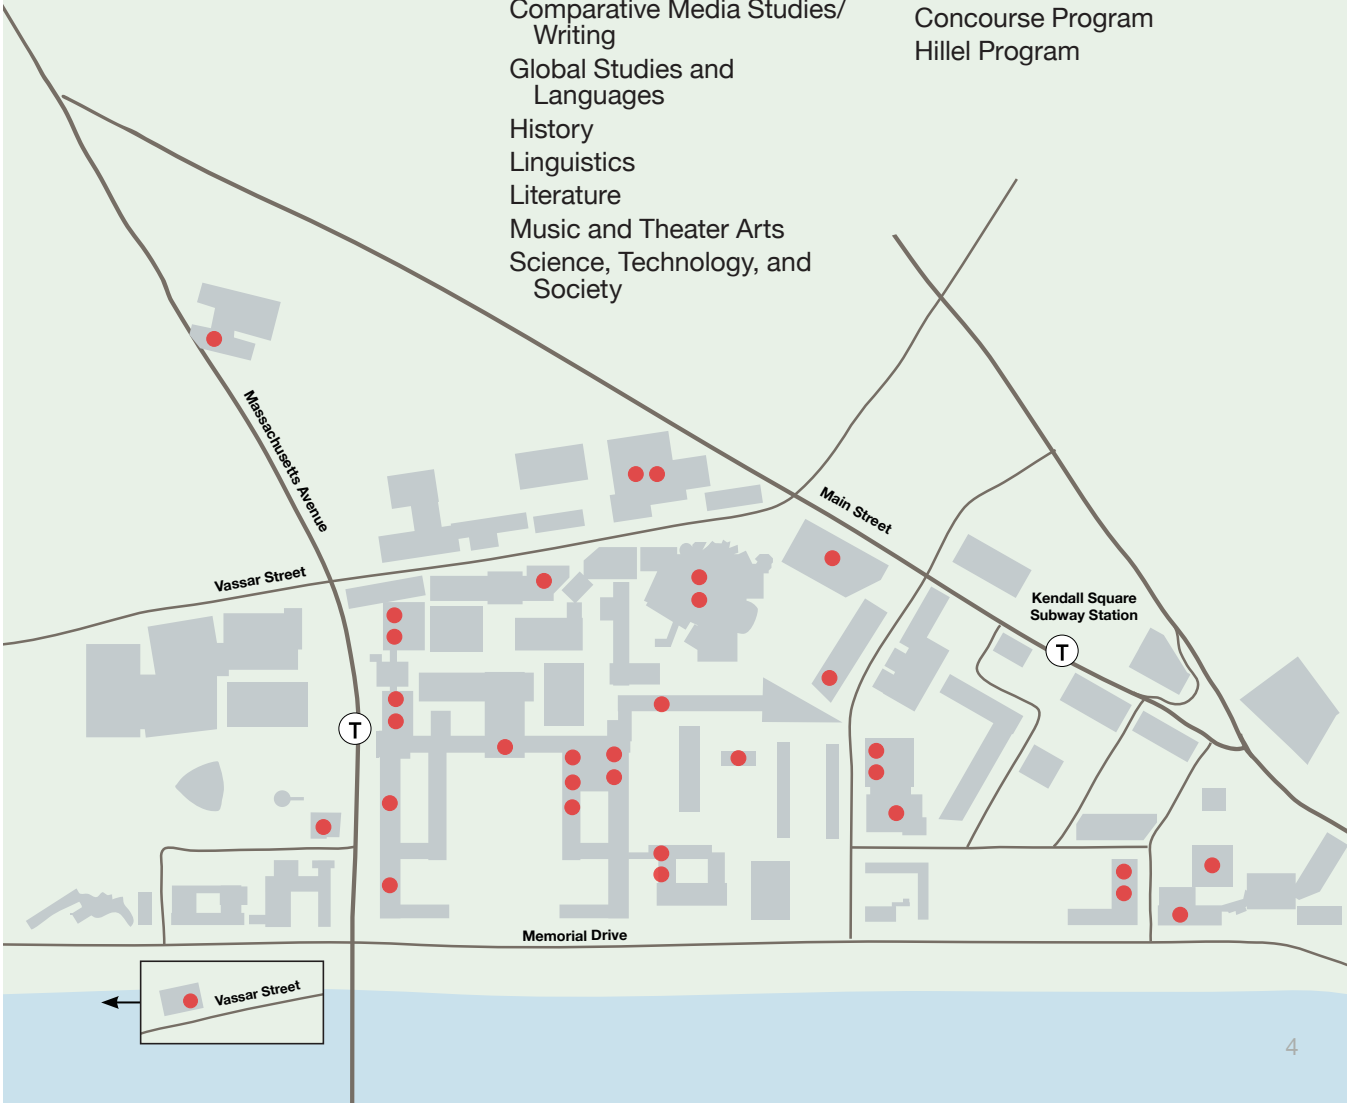 Comparative Media Studies/
Writing
Global Studies and
Languages
History
Linguistics
Literature
Music and Theater Arts
Science, Technology, and
Society
Concourse Program
Hillel Program
Massachusetts Avenue
Main Street
Vassar Street
Kendall Square
Subway Station
T
T
Memorial Drive
Vassar Street
4